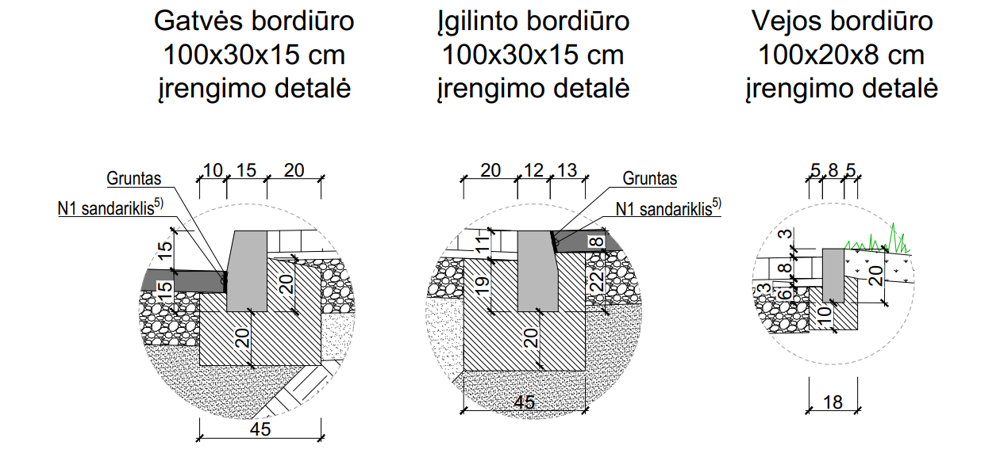 Gatvės bordiūro
100x30x15 cm
įrengimo detalė
10 15 20
Gruntas
N1 sandariklis5)
15
15
20
20
45
Įgilinto bordiūro
100x30x15 cm
įrengimo detalė
20 12 13
Gruntas
N1 sandariklis5)
11
8
19
22
20
45
Vejos bordiūro
100x20x8 cm
įrengimo detalė
5 8 5
3
8
20
3
6
10
18